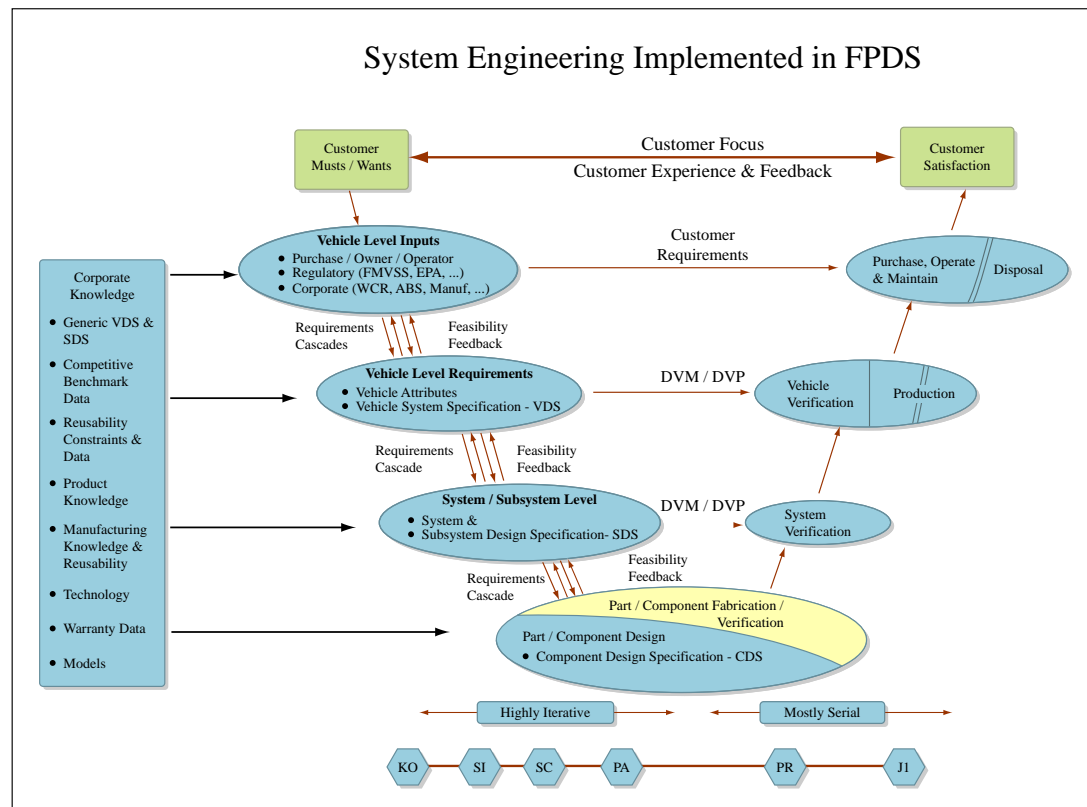 System Engineering Implemented in FPDS
Customer
Musts / Wants
Customer Focus
Customer Experience & Feedback
Customer
Satisfaction
Vehicle Level Inputs
• Purchase / Owner / Operator
• Regulatory (FMVSS, EPA, ...)
• Corporate (WCR, ABS, Manuf, ...)
Customer
Requirements
Purchase, Operate
& Maintain
Disposal
Corporate
Knowledge
• Generic VDS &
SDS
• Competitive
Benchmark
Data
• Reusability
Constraints &
Data
• Product
Knowledge
• Manufacturing
Knowledge &
Reusability
• Technology
• Warranty Data
• Models
Requirements
Cascades
Feasibility
Feedback
Vehicle Level Requirements
• Vehicle Attributes
• Vehicle System Specification - VDS
DVM / DVP
Vehicle
Verification
Production
Requirements
Cascade
Feasibility
Feedback
System / Subsystem Level
• System &
• Subsystem Design Specification- SDS
DVM / DVP
System
Verification
Requirements
Cascade
Feasibility
Feedback
Part / Component Fabrication /
Verification
Part / Component Design
• Component Design Specification - CDS
Highly Iterative
Mostly Serial
KO
SI
SC
PA
PR
J1